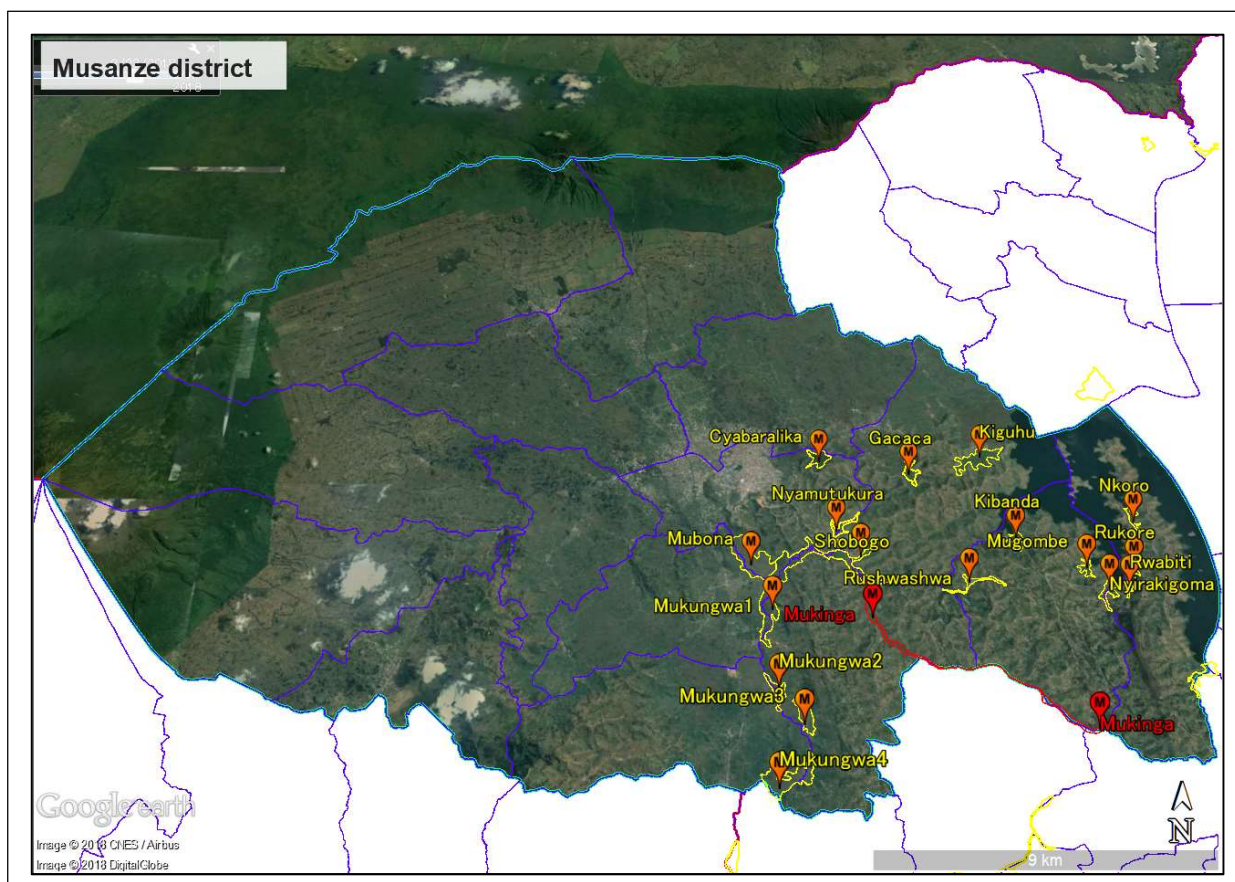 Musanze district
2018
Cyabaralika
Gacaca
Kiguhu
Nyamutukura
Kibanda
Nkoro
Mubona
Shobogo
Mugombe
Rukore
Rwabiti
Rushwashwa
Nyirakigoma
Mukungwa1
Mukinga
Mukungwa2
Mukungwa3
Mukinga
Mukungwa4
Google earth
Image © 2018 CNES / Airbus
Image © 2018 DigitalGlobe
N
9 km